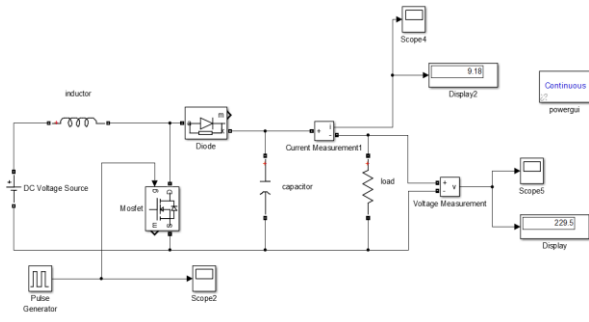 Scope4
9.18
Display2
Continuous
powergui
inductor
m
a
k
Diode
+
i
-
Current Measurement1
DC Voltage Source
+
Mosfet
g
D
m
S
capacitor
load
+
-
v
Voltage Measurement
Scope5
229.5
Display
Pulse
Generator
Scope2